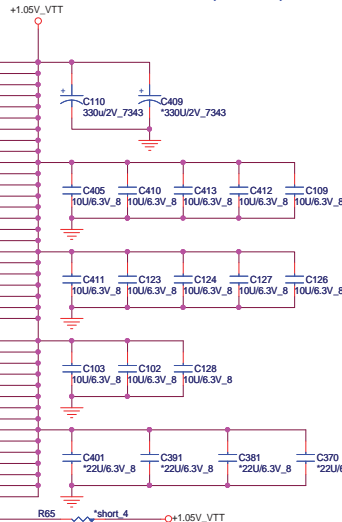 +1.05V_VTT
C110
330u/2V_7343
C409
*330U/2V_7343
C405
10U/6.3V_8
C410
10U/6.3V_8
C413
10U/6.3V_8
C412
10U/6.3V_8
C109
10U/6.3V_8
C411
10U/6.3V_8
C123
10U/6.3V_8
C124
10U/6.3V_8
C127
10U/6.3V_8
C126
10U/6.3V_8
C103
10U/6.3V_8
C102
10U/6.3V_8
C128
10U/6.3V_8
C401
*22U/6.3V_8
C391
*22U/6.3V_8
C381
*22U/6.3V_8
C370
R65
*short_4
+1.05V_VTT